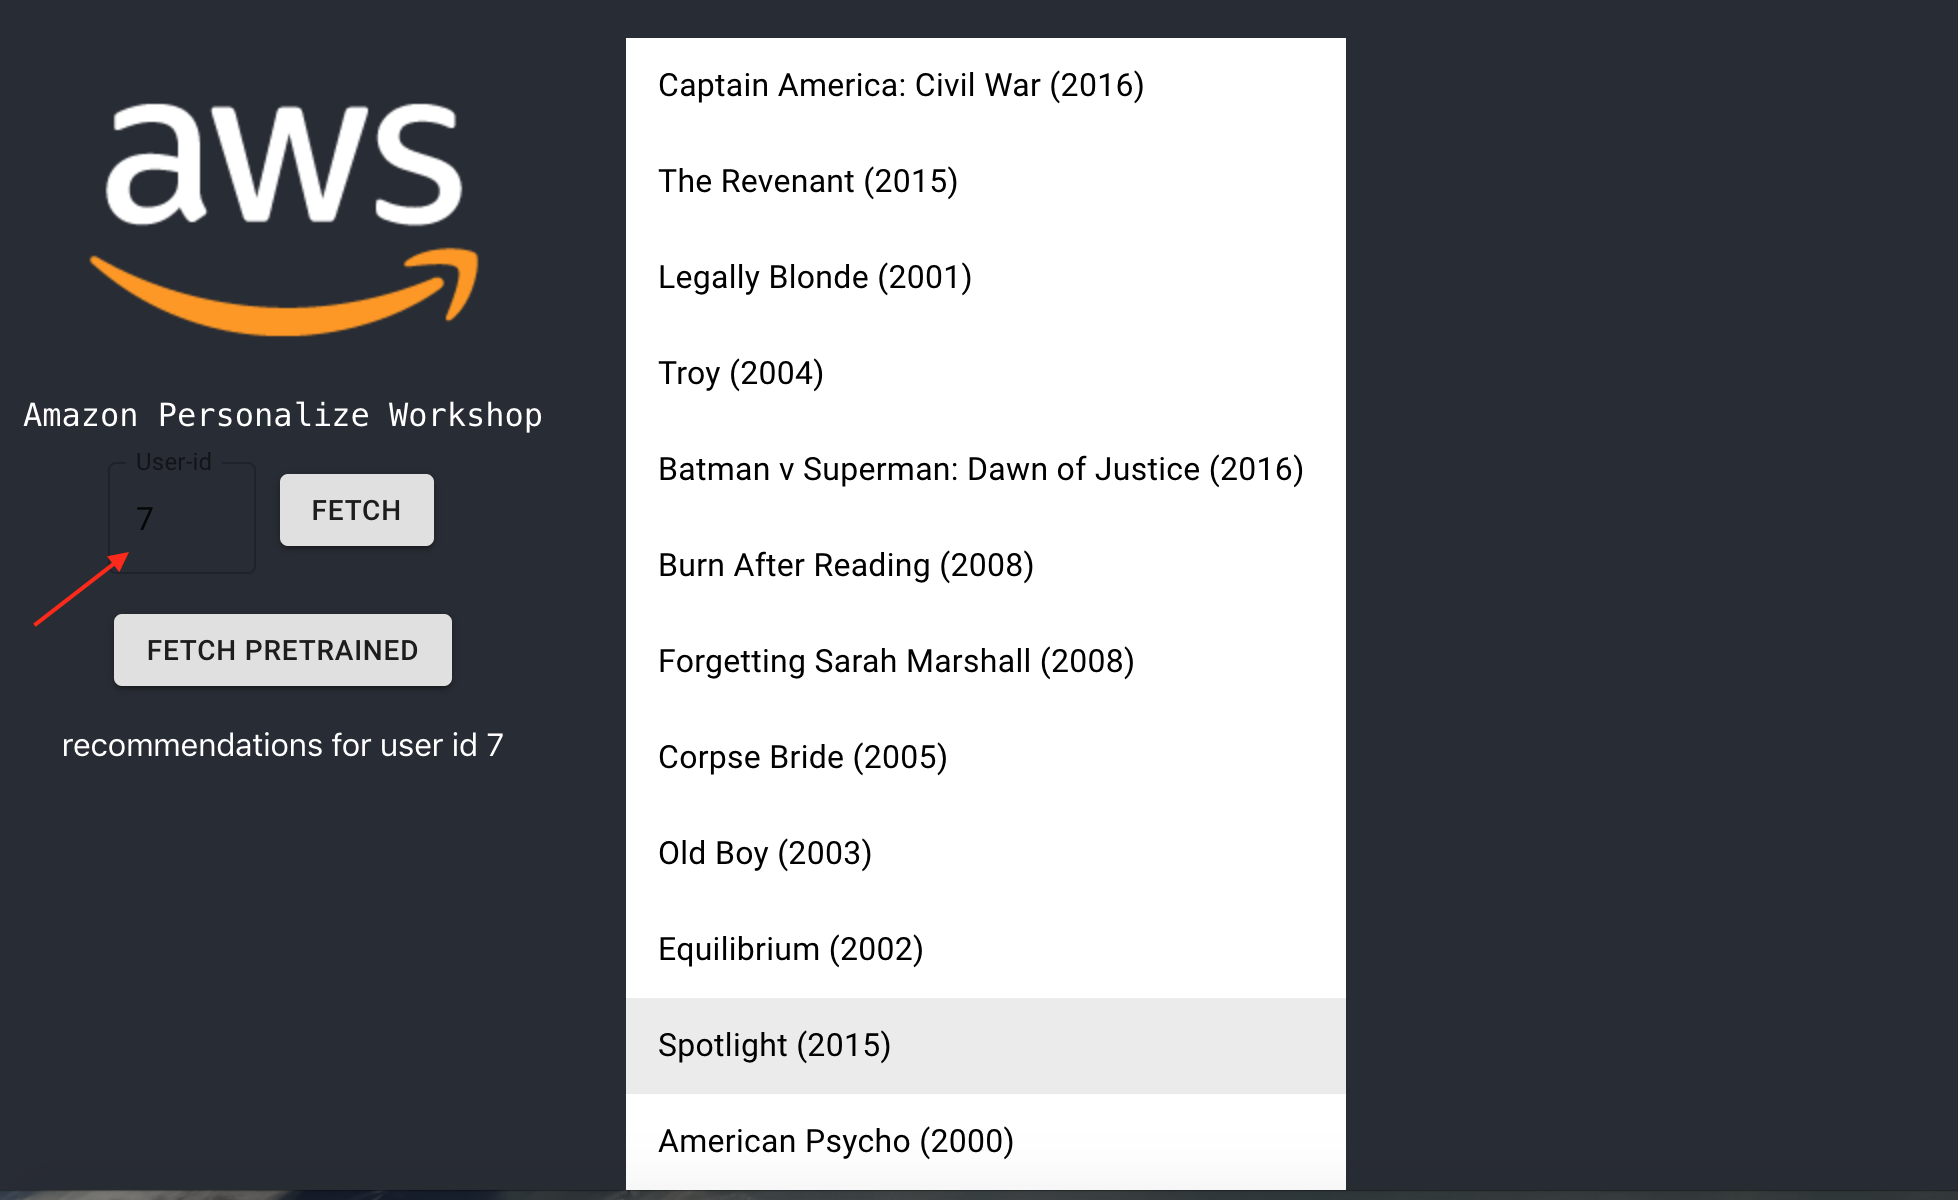 aws
Amazon Personalize Workshop
User-id
7
FETCH
FETCH PRETRAINED
recommendations for user id 7
Captain America: Civil War (2016)
The Revenant (2015)
Legally Blonde (2001)
Troy (2004)
Batman v Superman: Dawn of Justice (2016)
Burn After Reading (2008)
Forgetting Sarah Marshall (2008)
Corpse Bride (2005)
Old Boy (2003)
Equilibrium (2002)
Spotlight (2015)
American Psycho (2000)